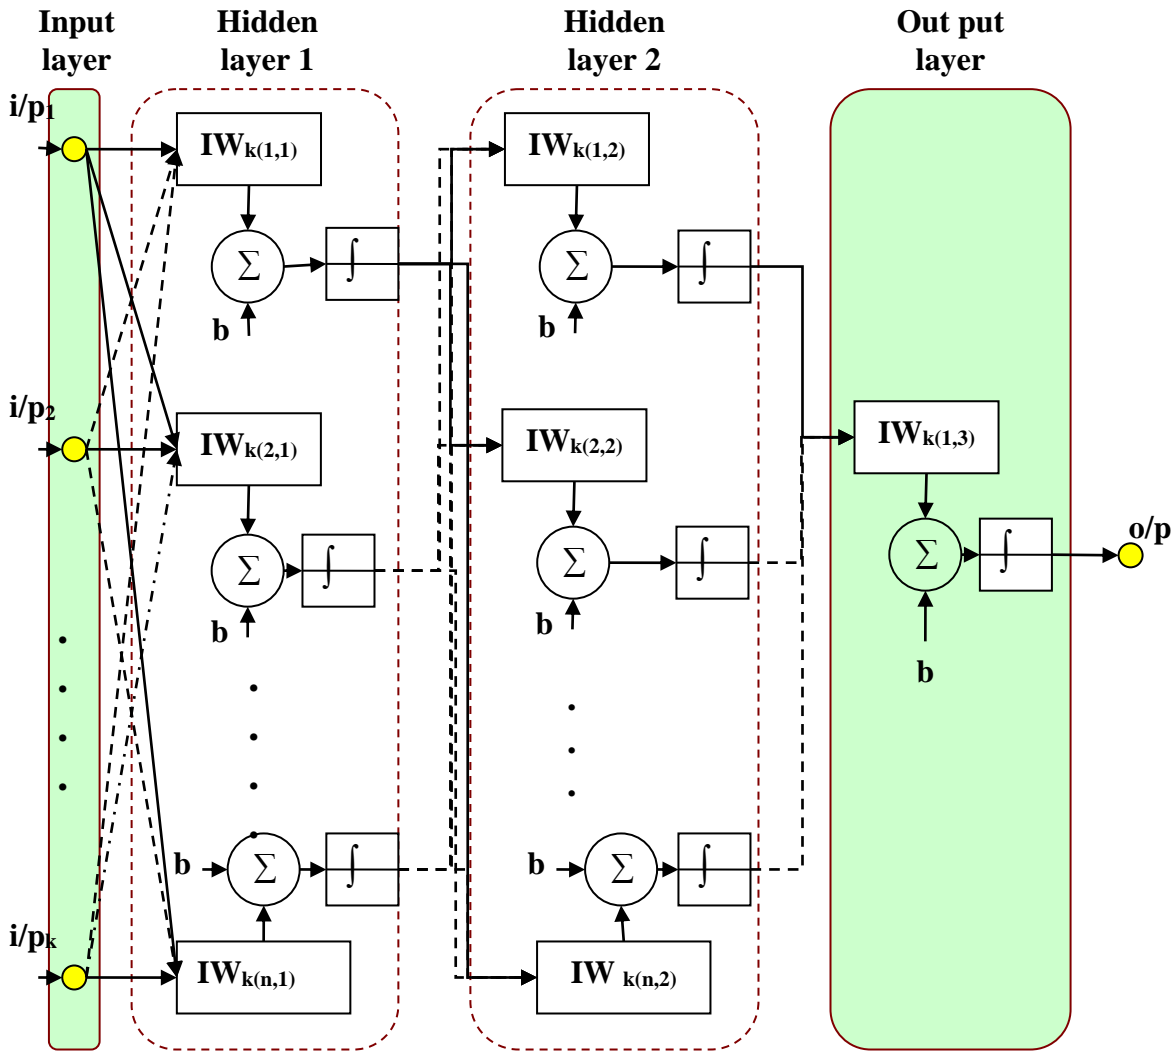 Input layer
Hidden layer 1
Hidden layer 2
Out put layer
i/p1
IWk(1,1)
IWk(1,2)
∑
∫
∑
∫
b
b
i/p2
IWk(2,1)
IWk(2,2)
IWk(1,3)
∑
∫
∑
∫
∑
∫
o/p
b
b
b
b
∑
∫
b
∑
∫
i/pk
IWk(n,1)
IW k(n,2)